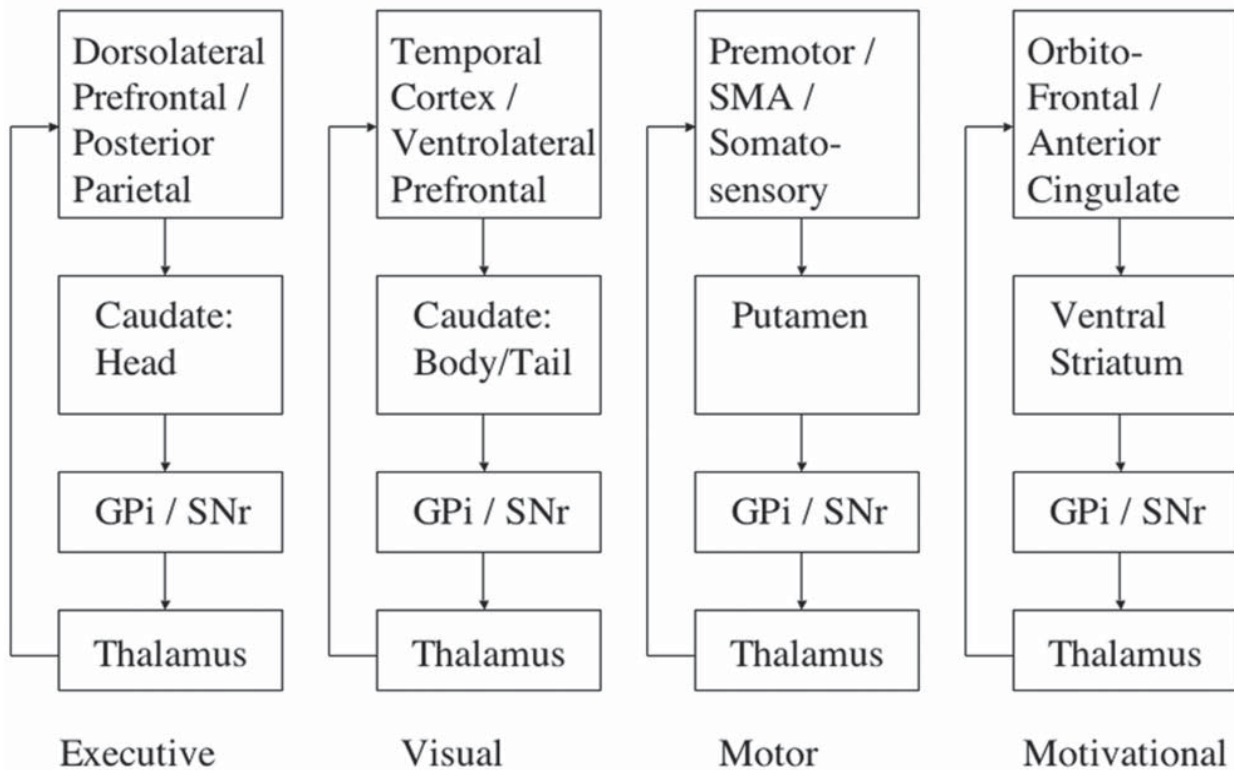 Dorsolateral
Prefrontal /
Posterior
Parietal
Caudate:
Head
GPi / SNr
Thalamus
Executive
Temporal
Cortex /
Ventrolateral
Prefrontal
Caudate:
Body/Tail
GPi / SNr
Thalamus
Visual
Premotor /
SMA /
Somato-
sensory
Putamen
GPi / SNr
Thalamus
Motor
Orbito-
Frontal /
Anterior
Cingulate
Ventral
Striatum
GPi / SNr
Thalamus
Motivational